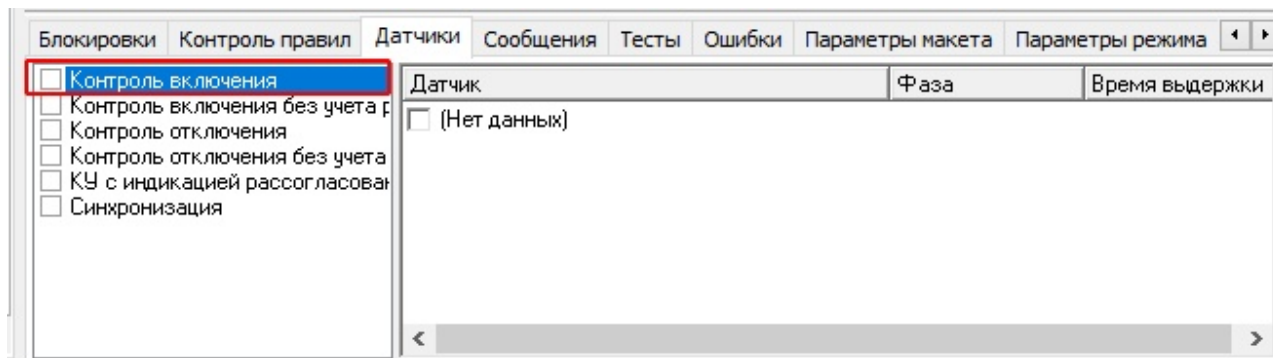 Блокировки Контроль правил Датчики Сообщения Тесты Ошибки Параметры макета Параметры режима
Контроль включения
Контроль включения без учета
Контроль отключения
Контроль отключения без учета
КУ с индикацией
Синхронизация
Датчик Фаза Время выдержки
(Нет данных)